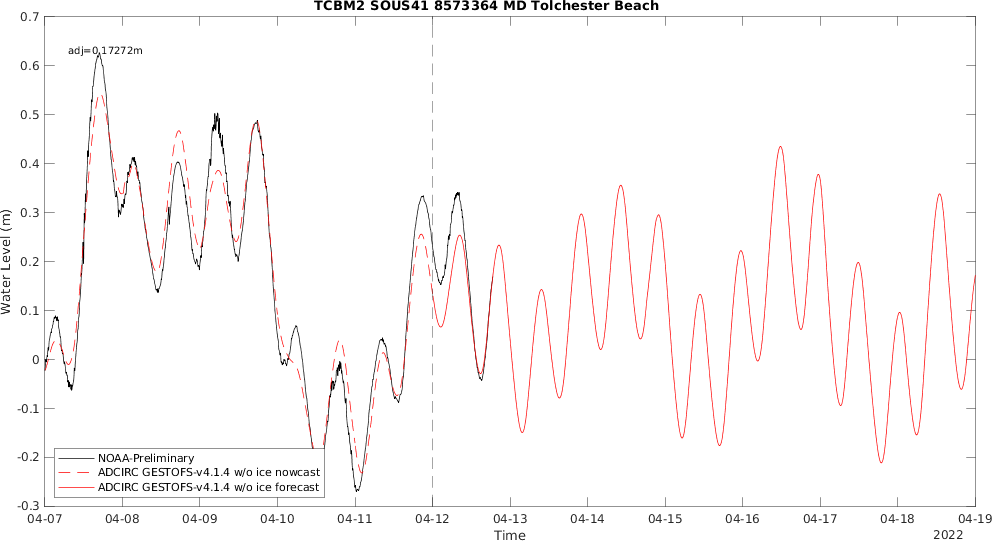 TCBM2 SOUS41 8573364 MD Tolchester Beach
adj=0.17272m
Water Level (m)
0.7
0.6
0.5
0.4
0.3
0.2
0.1
0
-0.1
-0.2
-0.3
NOAA-Preliminary
ADCIRC GESTOFS-v4.1.4 w/o ice nowcast
ADCIRC GESTOFS-v4.1.4 w/o ice forecast
04-07 04-08 04-09 04-10 04-11 04-12 04-13 04-14 04-15 04-16 04-17 04-18 04-19
Time
2022